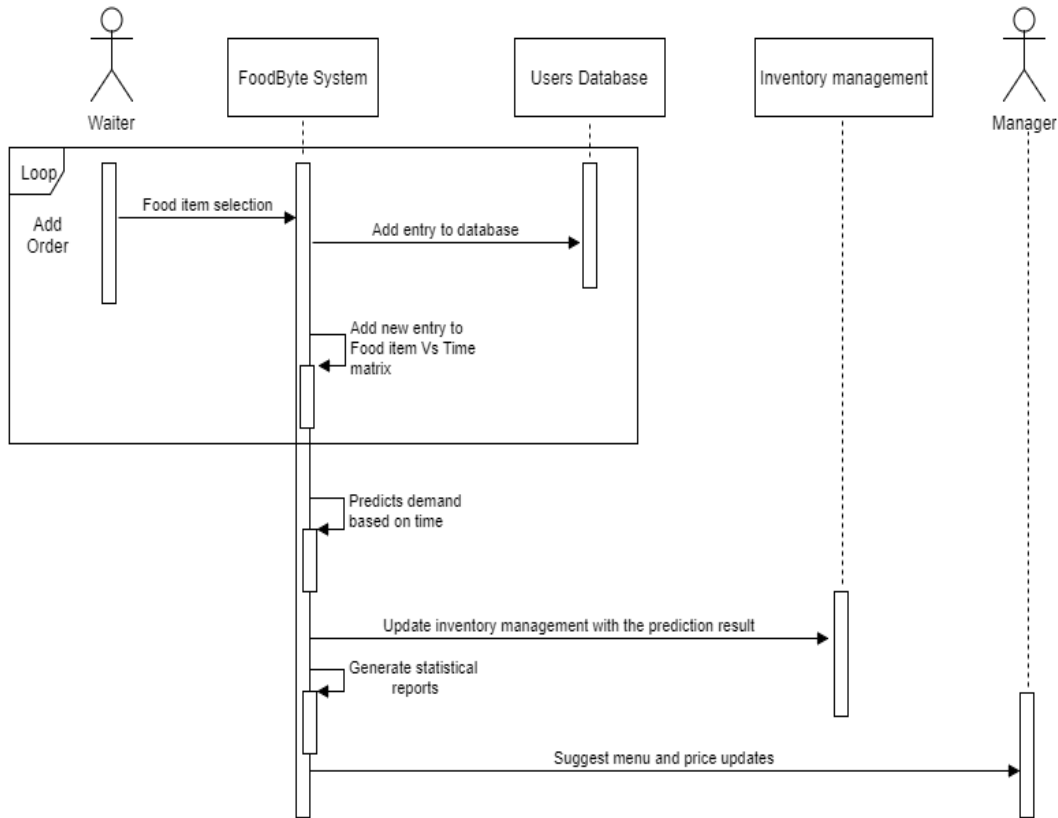 FoodByte System
Users Database
Inventory management
Waiter
Manager
Loop
Add
Order
Food item selection
Add entry to database
Add new entry to
Food item Vs Time
matrix
Predicts demand
based on time
Update inventory management with the prediction result
Generate statistical
reports
Suggest menu and price updates